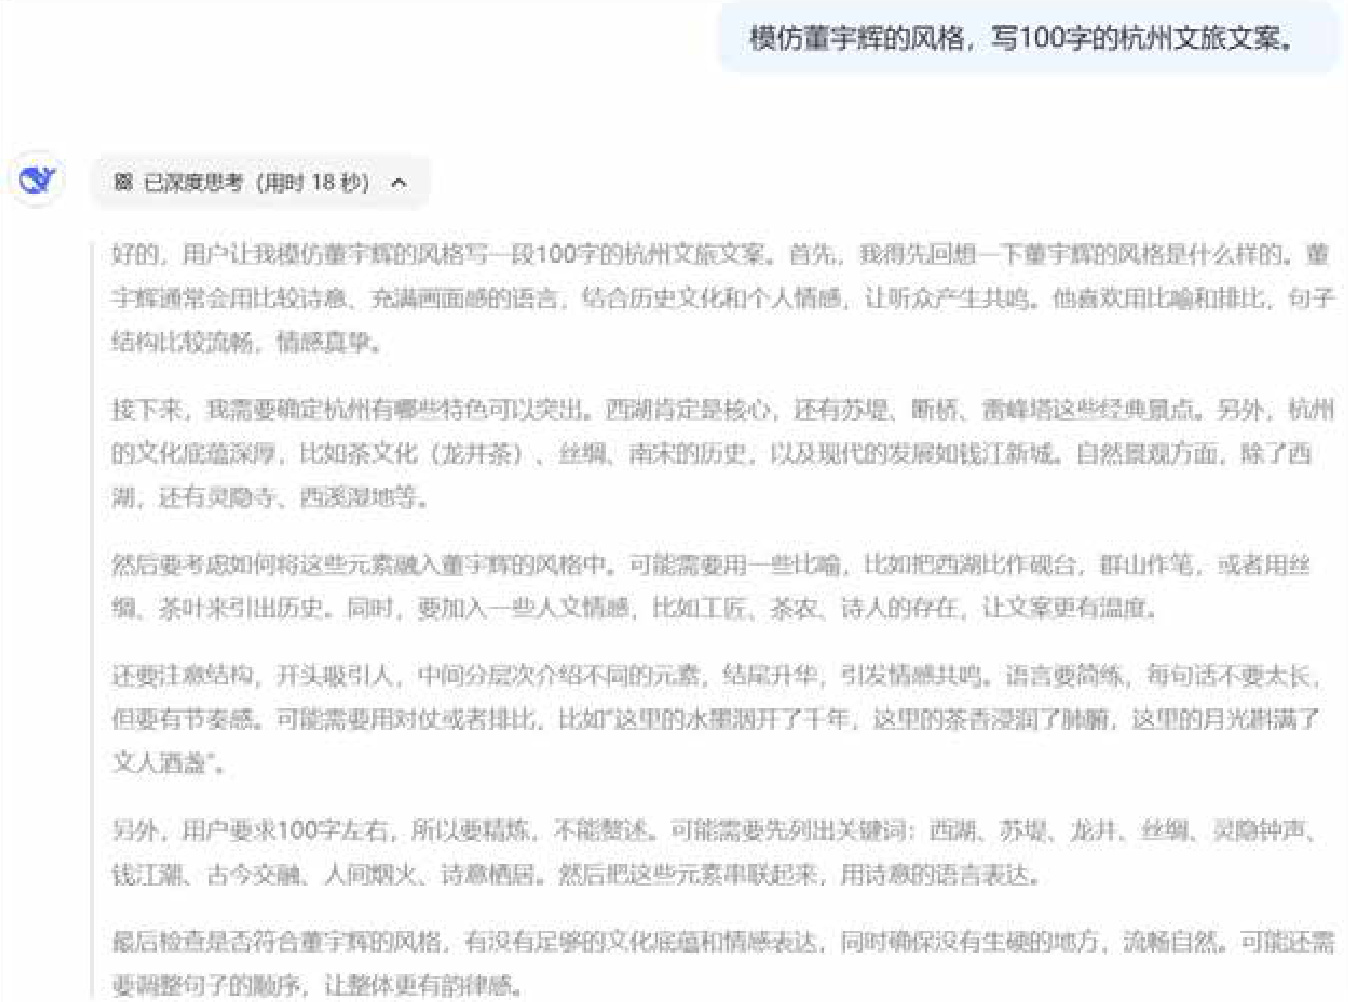 模仿董宇辉的风格，写100字的杭州文旅文案。
已深度思考（用时 18 秒）
好的，用户让我模仿董宇辉的风格写一段100字的杭州文旅文案。首先，我得先回想一下董宇辉的风格是什么样的。董
宇辉通常会用比较诗意、充满画面感的语言，结合历史文化和个人情感，让听众产生共鸣。他喜欢用比喻和排比，句子
结构比较流畅，情感真挚。
接下来，我需要确定杭州有哪些特色可以突出。西湖肯定是核心，还有苏堤、断桥、雷峰塔这些经典景点。另外，杭州
的文化底蕴深厚，比如茶文化（龙井茶）、丝绸、南宋的历史，以及现代的发展如钱江新城。自然景观方面，除了西
湖，还有灵隐寺、西溪湿地等。
然后要考虑如何将这些元素融入董宇辉的风格中。可能需要用一些比喻，比如把西湖比作砚台，群山作笔，或者用丝
绸、茶叶来引出历史。同时，要加入一些人文情感，比如工匠、茶农、诗人的存在，让文案更有温度。
还要注意结构，开头吸引人，中间分层次介绍不同的元素，结尾升华，引发情感共鸣。语言要简练，每句话不要太长，
但要有节奏感。可能需要用对仗或者排比，比如“这里的水墨洇开了千年，这里的茶香浸润了肺腑，这里的月光斟满了
文人酒盏”。
另外，用户要求100字左右，所以要精炼，不能赘述。可能需要先列出关键词：西湖、苏堤、龙井、丝绸、灵隐钟声、
钱江潮、古今交融、人间烟火、诗意栖居。然后把这些元素串联起来，用诗意的语言表达。
最后检查是否符合董宇辉的风格，有没有足够的文化底蕴和情感表达，同时确保没有生硬的地方，流畅自然。可能还需
要调整句子的顺序，让整体更有韵律感。